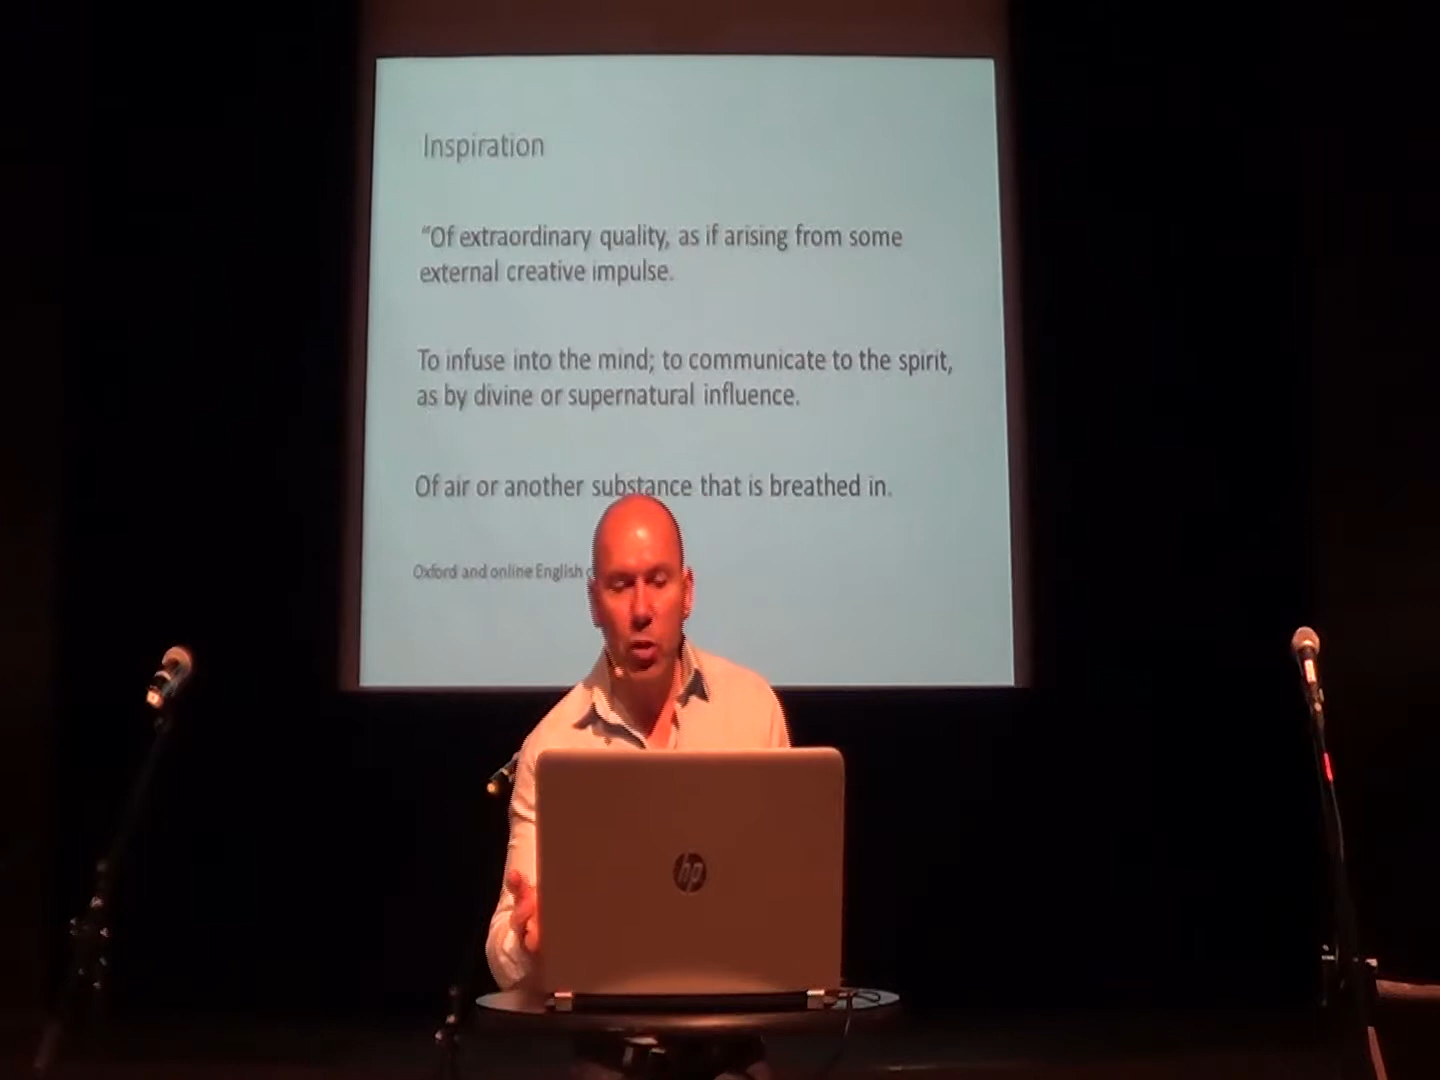 Inspiration
“Of extraordinary quality, as if arising from some
external creative impulse.
To infuse into the mind; to communicate to the spirit,
as by divine or supernatural influence.
Of air or another substance that is breathed in.
Oxford and online English
hp